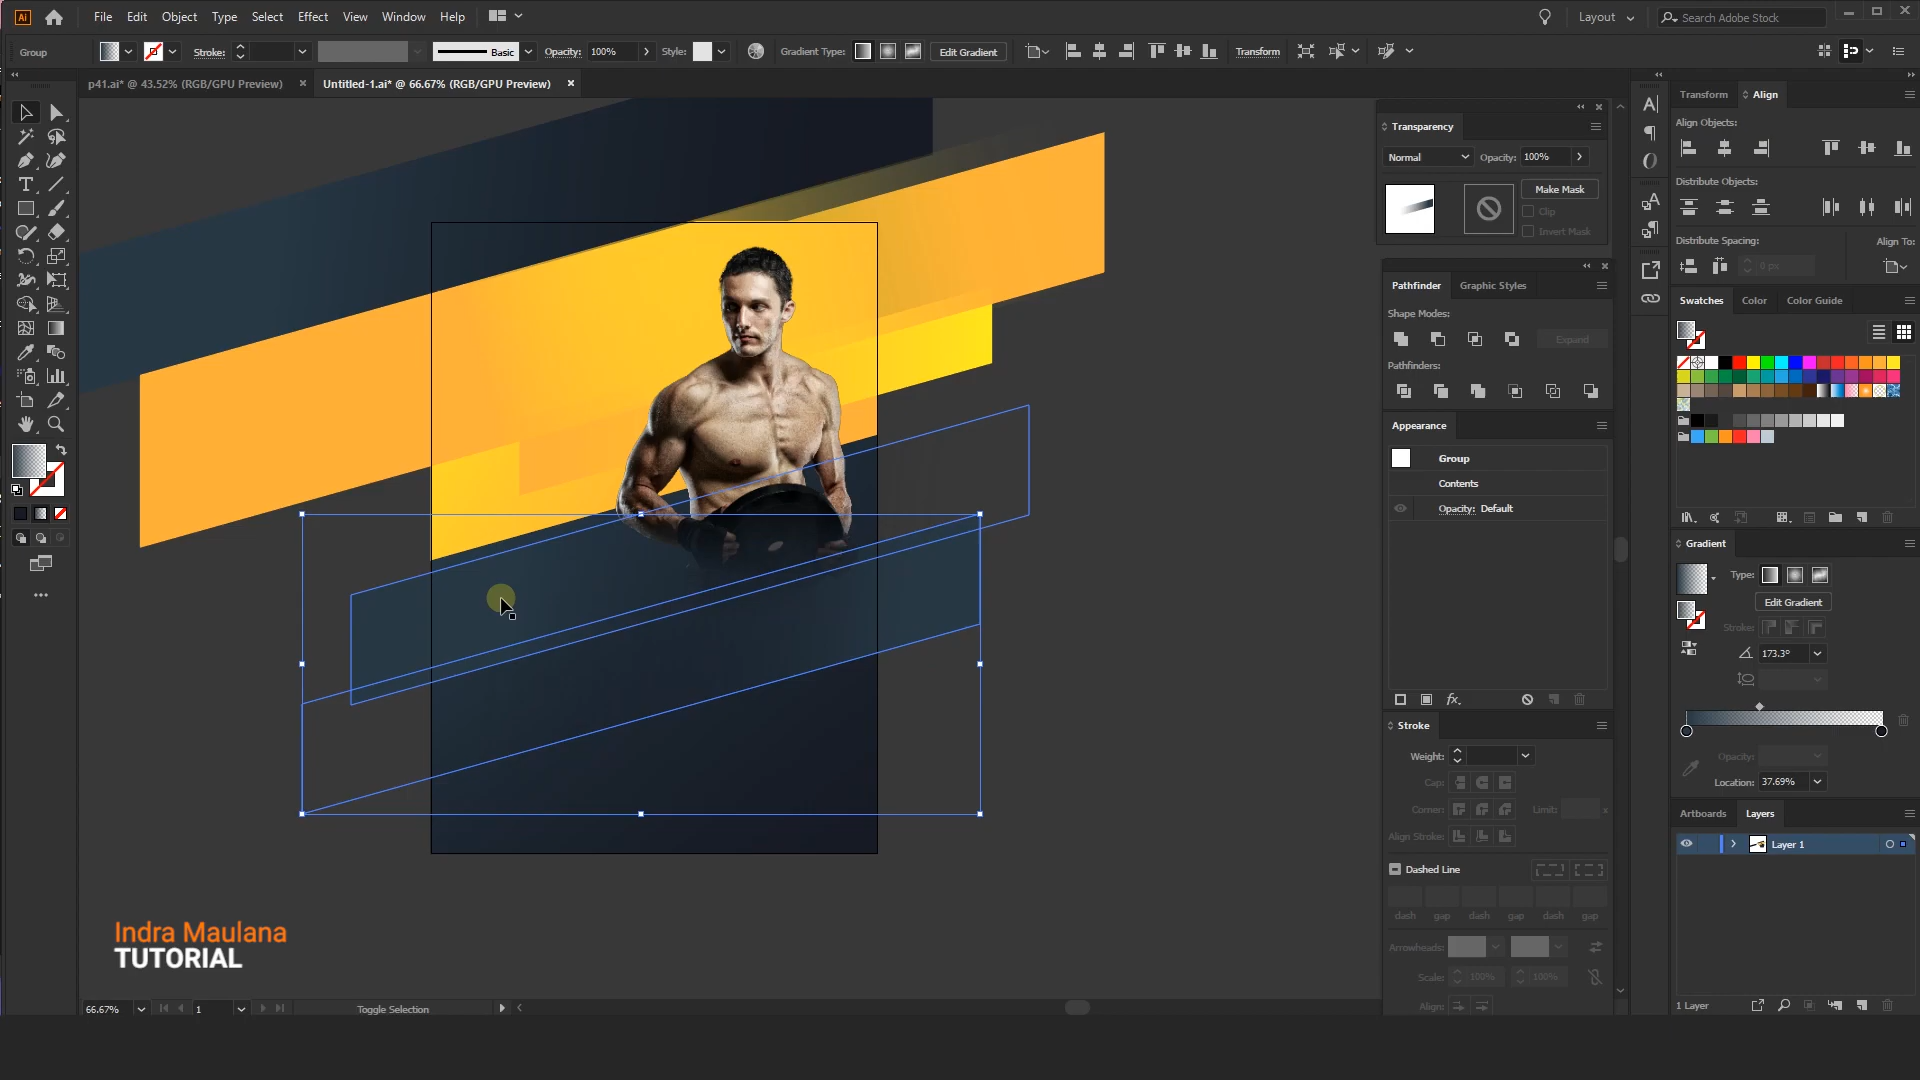 Ai File Edit Object Type Select Effect View Window Help Layout Search Adobe Stock
Group Stroke: Basic Opacity: 100% Style: Gradient Type: Edit Gradient Transform
p41.ai* @ 43.52% (RGB/GPU Preview) Untitled-1.ai* @ 66.67% (RGB/GPU Preview)
Transparency
Normal Opacity: 100%
Make Mask
Clip
Invert Mask
Pathfinder Graphic Styles
Shape Modes:
Expand
Pathfinders:
Appearance
Group
Contents
Opacity: Default
Stroke
Weight:
Cap:
Corner: Limit: x
Align Stroke:
Dashed Line
dash gap dash gap dash gap
Arrowheads:
Scale: 100% 100%
Align:
Transform Align
Align Objects:
Distribute Objects:
Distribute Spacing: Align To:
0 px
Swatches Color Color Guide
Gradient
Type:
Edit Gradient
Stroke:
173.3°
Opacity:
Location: 37.69%
Artboards Layers
Layer 1
1 Layer
Indra Maulana
TUTORIAL
66.67% 1 Toggle Selection